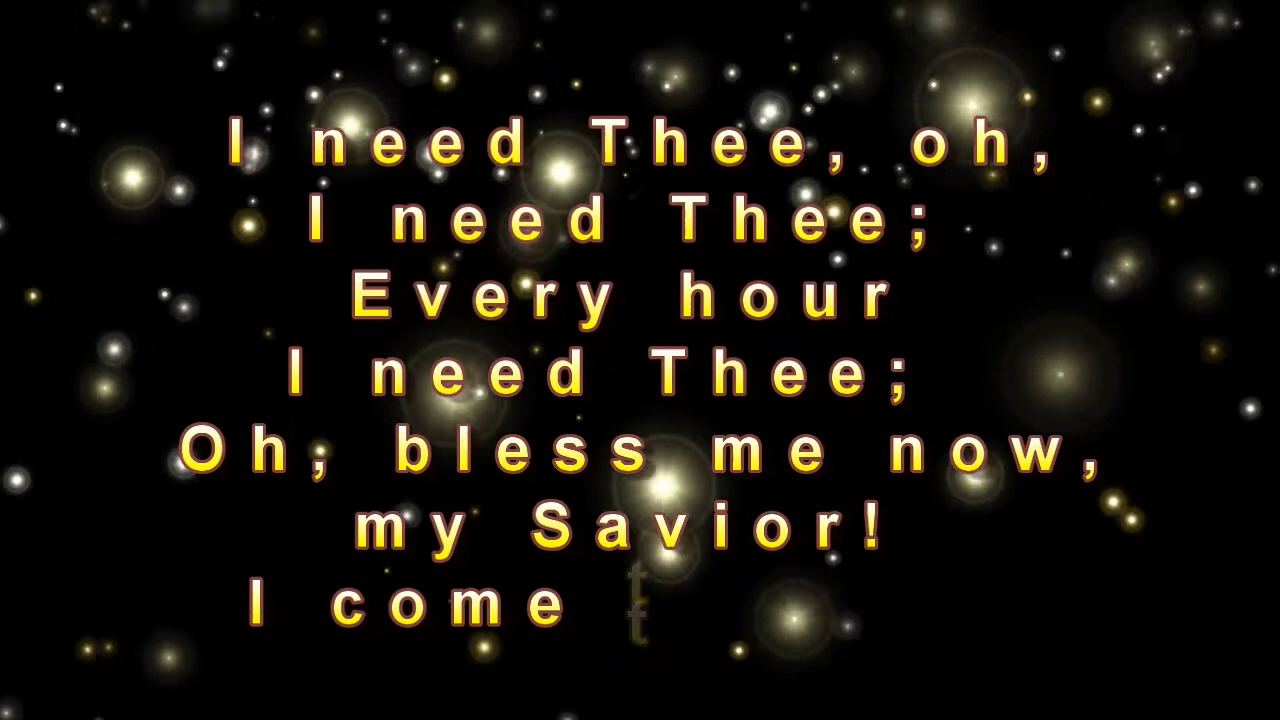 I need Thee, oh,
I need Thee;
Every hour
I need Thee;
Oh, bless me now,
my Savior!
I come t